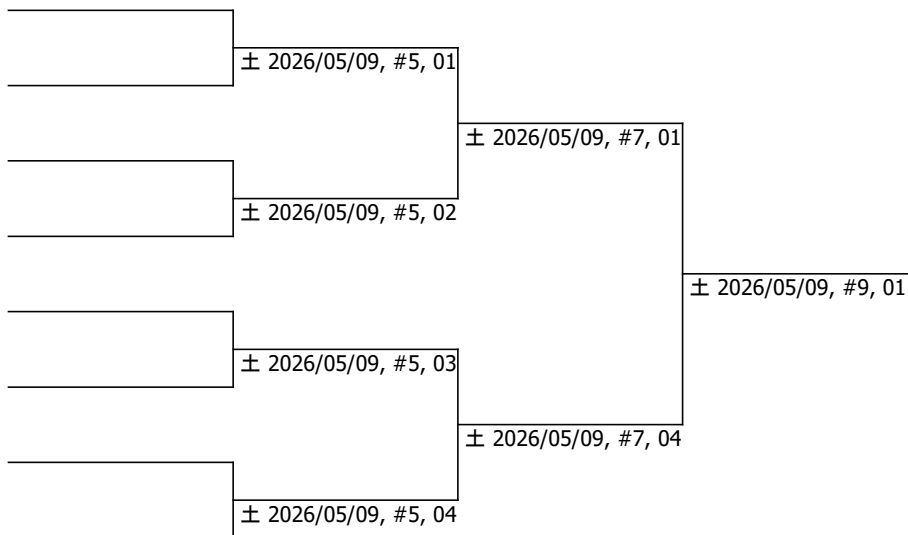 土 2026/05/09, #5, 01
土 2026/05/09, #7, 01
土 2026/05/09, #5, 02
土 2026/05/09, #9, 01
土 2026/05/09, #5, 03
土 2026/05/09, #7, 04
土 2026/05/09, #5, 04